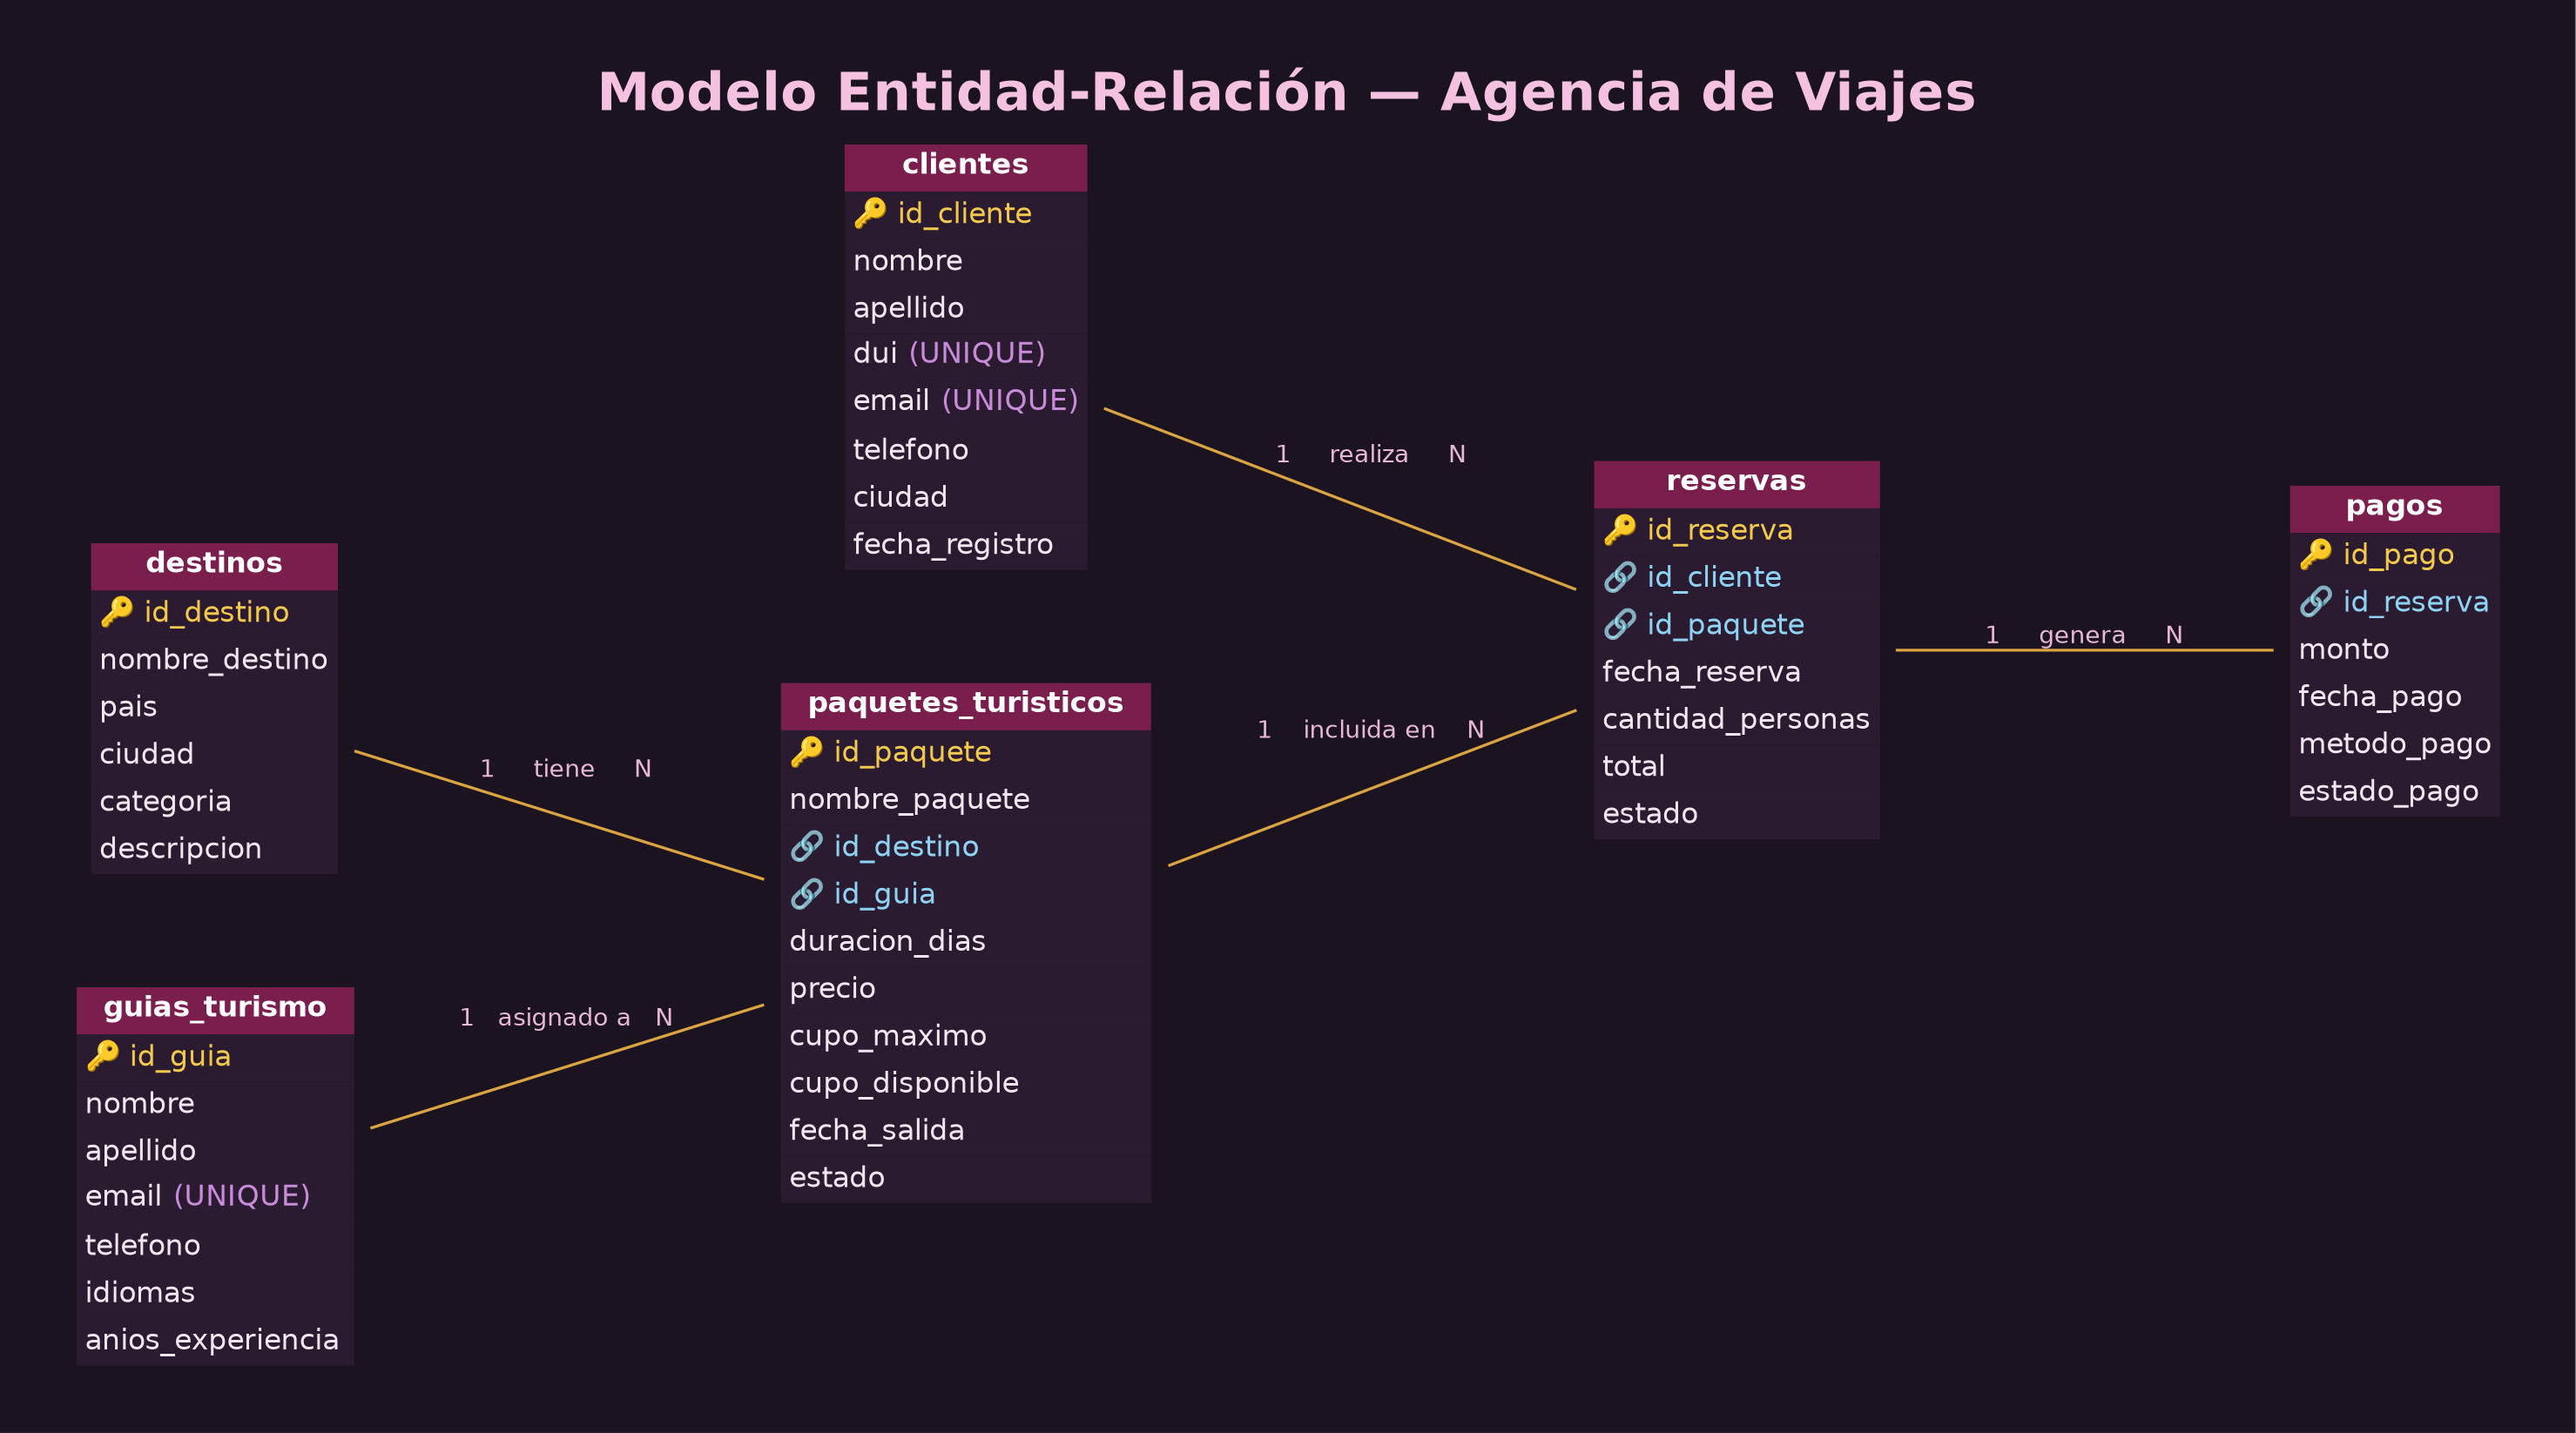 Modelo Entidad-Relación — Agencia de Viajes
clientes
🔑 id_cliente
nombre
apellido
dui (UNIQUE)
email (UNIQUE)
telefono
ciudad
fecha_registro
1 realiza N
reservas
🔑 id_reserva
🔗 id_cliente
🔗 id_paquete
fecha_reserva
cantidad_personas
total
estado
1 genera N
pagos
🔑 id_pago
🔗 id_reserva
monto
fecha_pago
metodo_pago
estado_pago
destinos
🔑 id_destino
nombre_destino
pais
ciudad
categoria
descripcion
1 tiene N
paquetes_turisticos
🔑 id_paquete
nombre_paquete
🔗 id_destino
🔗 id_guia
duracion_dias
precio
cupo_maximo
cupo_disponible
fecha_salida
estado
1 incluida en N
guias_turismo
🔑 id_guia
nombre
apellido
email (UNIQUE)
telefono
idiomas
anios_experiencia
1 asignado a N